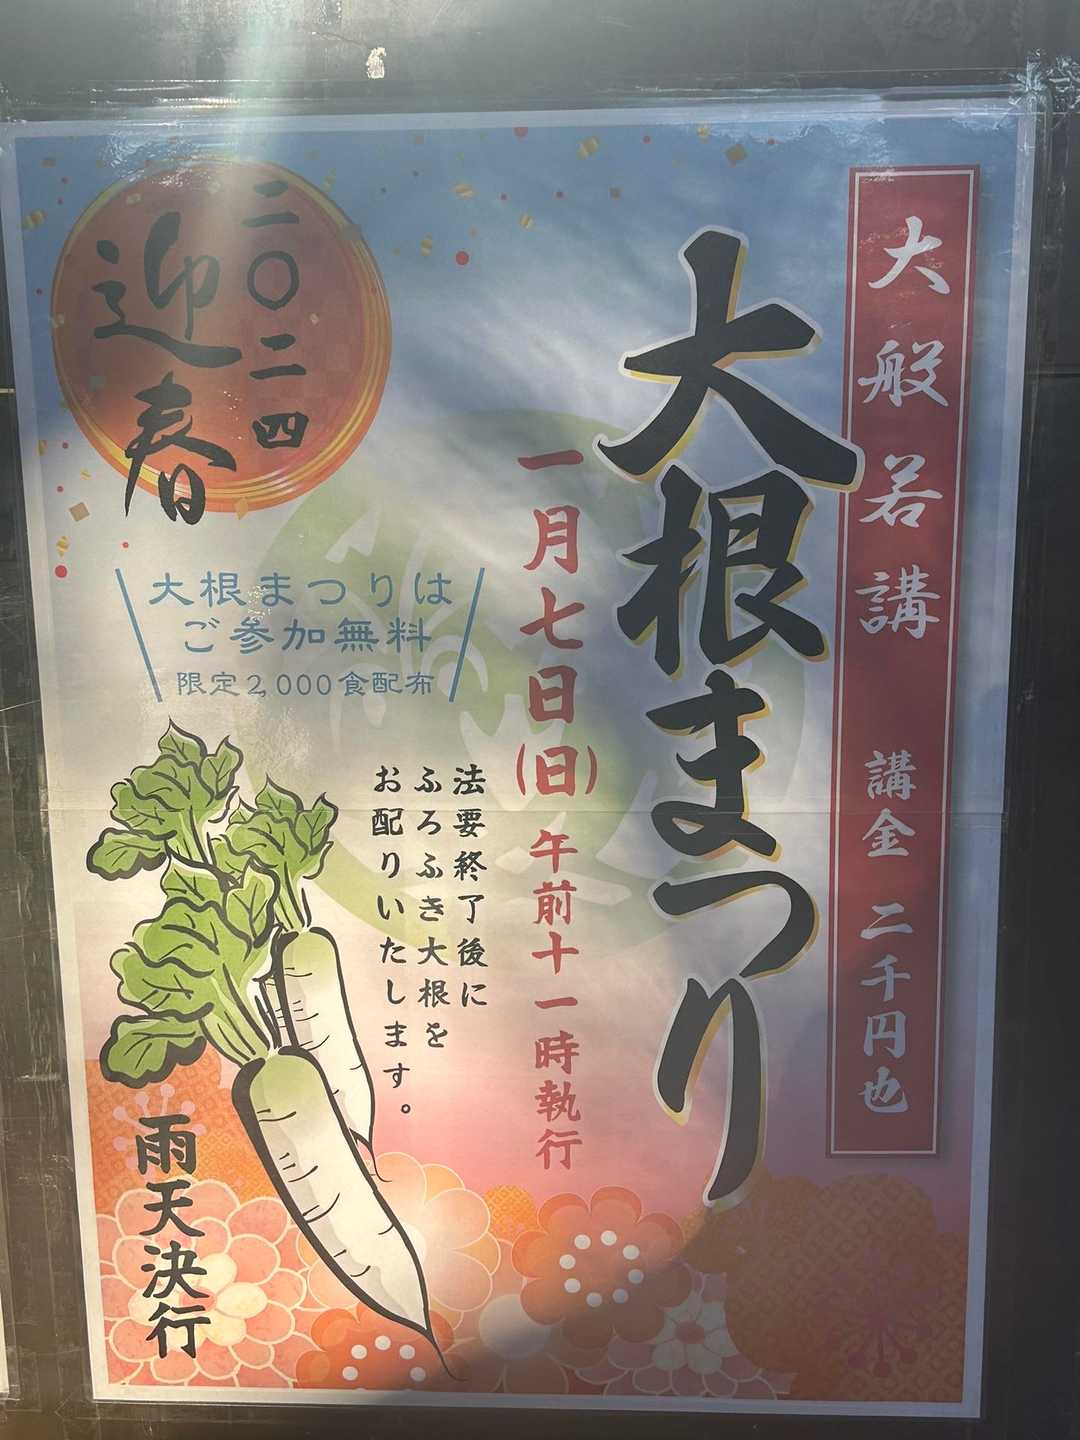 大般若講 講金 二千円也
大根まつり
一月七日(日) 午前十一時執行
二〇二四
迎春
大根まつりは
ご参加無料
限定2,000食配布
法要終了後に
ふろふき大根を
お配りいたします。
雨天決行